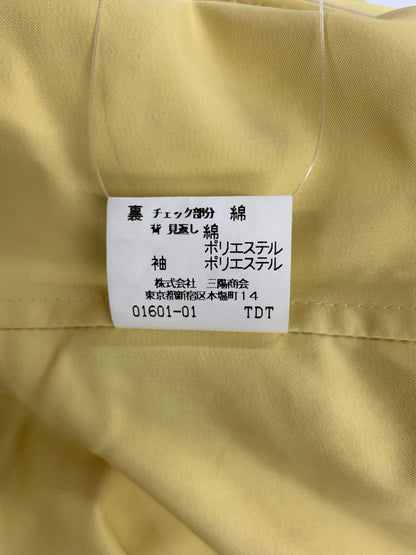 裏 チェック部分 綿
背 見返し 綿
ポリエステル
袖 ポリエステル
株式会社 三陽商会
東京都新宿区本塩町14
01601-01 TDT